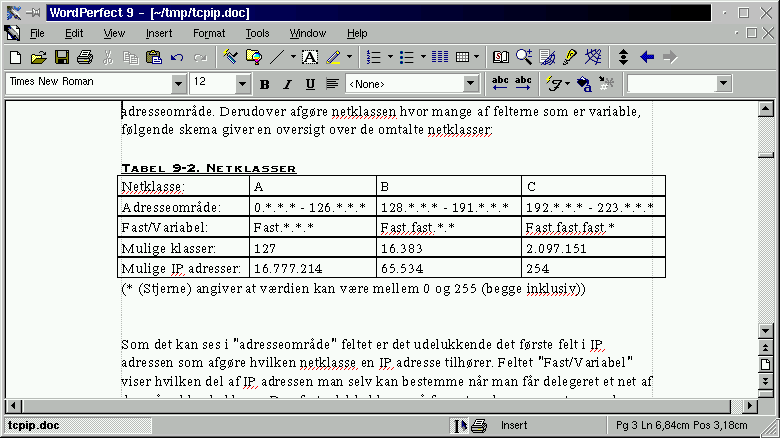 WordPerfect 9 - [~/tmp/tcpip.doc]
File Edit View Insert Format Tools Window Help
Times New Roman 12 B I U <None> abc abc
adresseområde. Derudover afgøre netklassen hvor mange af felterne som er variable,
følgende skema giver en oversigt over de omtalte netklasser:
Tabel 9-2. Netklasser
Netklasse: A B C
Adresseområde: 0.*.*.* - 126.*.*.* 128.*.*.* - 191.*.*.* 192.*.*.* - 223.*.*.*
Fast/Variabel: Fast.*.*.* Fast.fast.*.* Fast.fast.fast.*
Mulige klasser: 127 16.383 2.097.151
Mulige IP adresser: 16.777.214 65.534 254
(* (Stjerne) angiver at værdien kan være mellem 0 og 255 (begge inklusiv))
Som det kan ses i "adresseområde" feltet er det udelukkende det første felt i IP
adressen som afgøre hvilken netklasse en IP adresse tilhører. Feltet "Fast/Variabel"
viser hvilken del af IP adressen man selv kan bestemme når man får delegeret et net af
tcpip.doc Insert Pg 3 Ln 6,84cm Pos 3,18cm